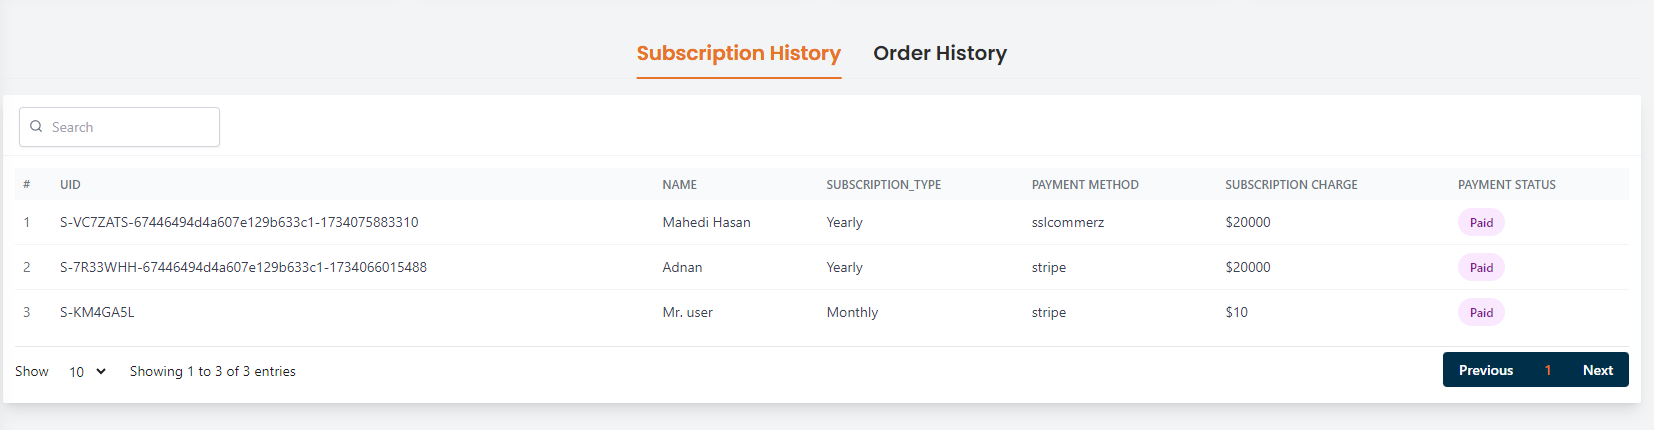 Subscription History Order History
Search
# UID NAME SUBSCRIPTION_TYPE PAYMENT METHOD SUBSCRIPTION CHARGE PAYMENT STATUS
1 S-VC7ZATS-67446494d4a607e129b633c1-1734075883310 Mahedi Hasan Yearly sslcommerz $20000 Paid
2 S-7R33WHH-67446494d4a607e129b633c1-1734066015488 Adnan Yearly stripe $20000 Paid
3 S-KM4GA5L Mr. user Monthly stripe $10 Paid
Show 10 Showing 1 to 3 of 3 entries Previous 1 Next